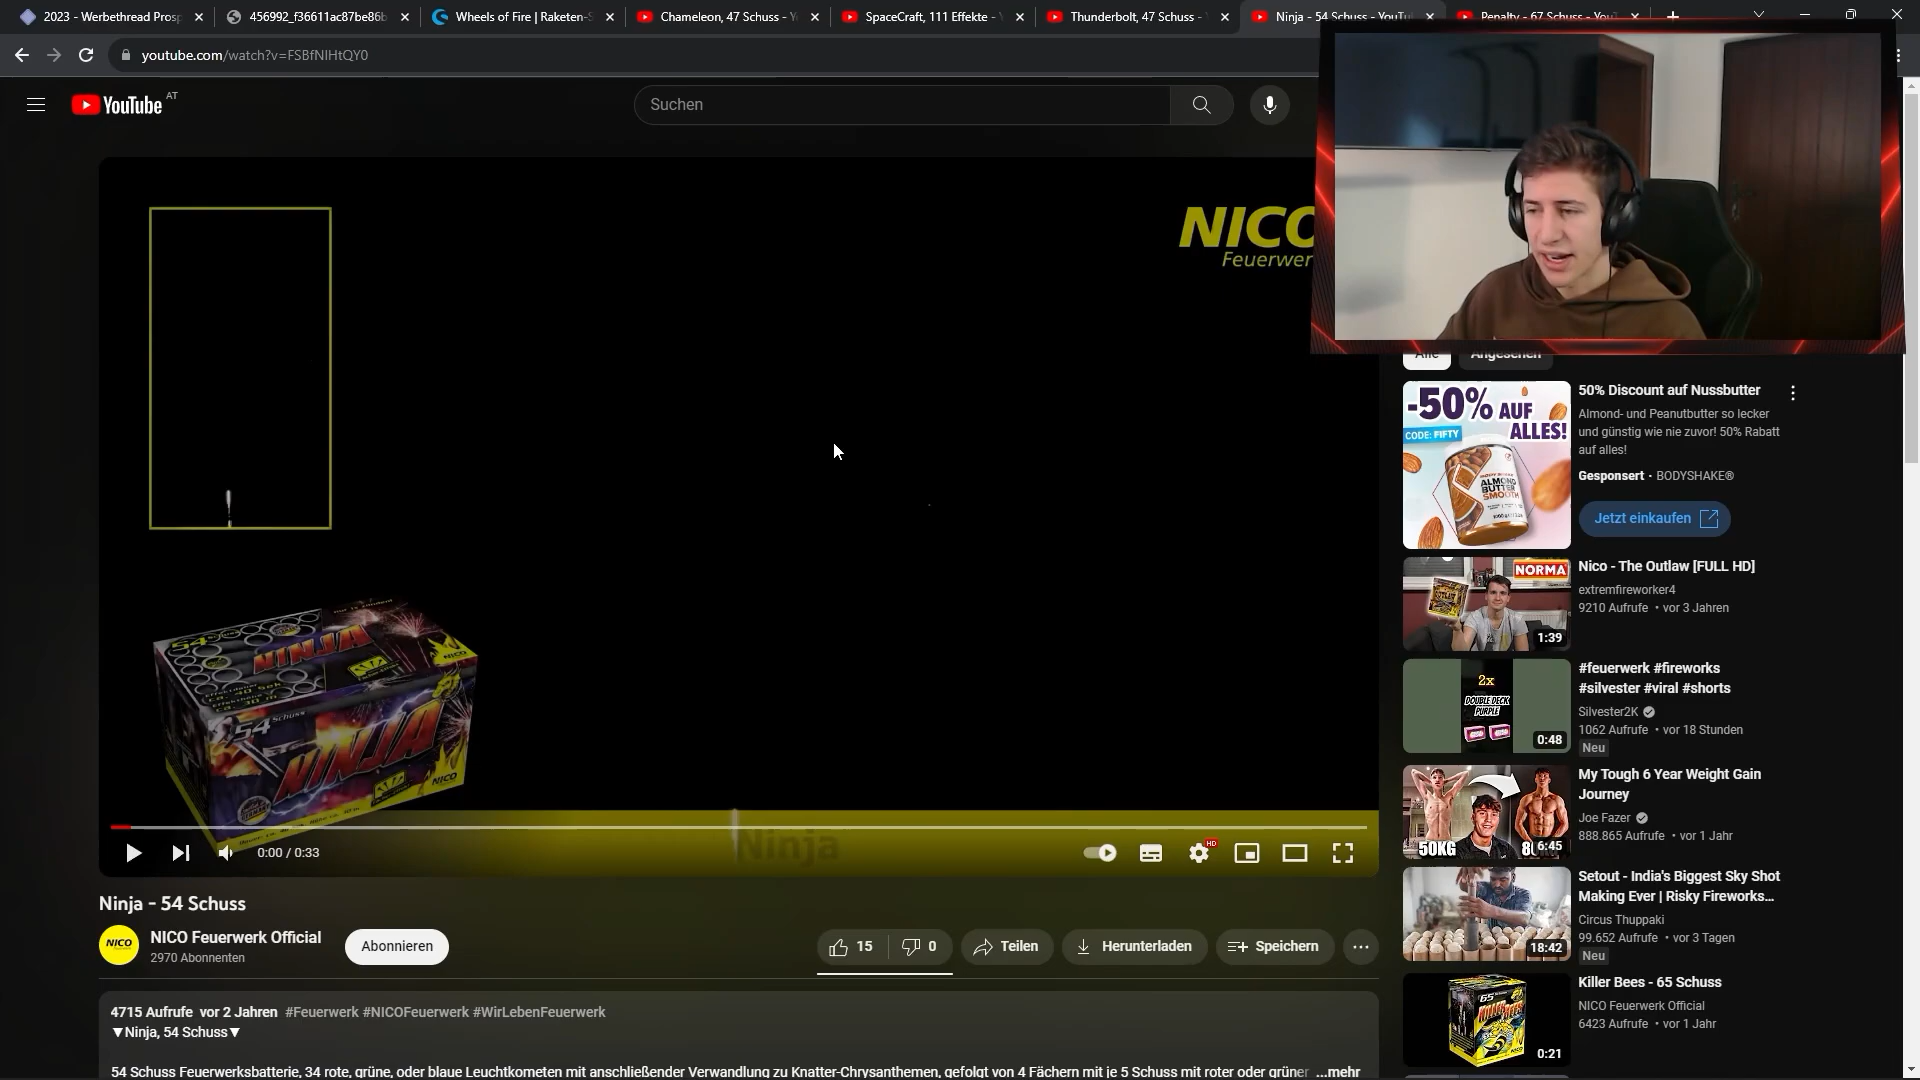 2023 - Werbethread Prosp
456992_f36611ac87be86b
Wheels of Fire | Raketen-S
Chameleon, 47 Schuss - Y
SpaceCraft, 111 Effekte -
Thunderbolt, 47 Schuss -
Ninja - 54 Schuss - YouTu
Penalty - 67 Schuss - YouT
youtube.com/watch?v=FSBfNIHtQY0
YouTube AT
Suchen
NICO
Feuerwer
Alle
Angesehen
54 Schuss
NINJA
NICO
Ninja
0:00 / 0:33
HD
Ninja - 54 Schuss
NICO
NICO Feuerwerk Official
2970 Abonnenten
Abonnieren
15
0
Teilen
Herunterladen
Speichern
4715 Aufrufe vor 2 Jahren #Feuerwerk #NICOFeuerwerk #WirLebenFeuerwerk
▼Ninja, 54 Schuss▼
54 Schuss Feuerwerksbatterie, 34 rote, grüne, oder blaue Leuchtkometen mit anschließender Verwandlung zu Knatter-Chrysanthemen, gefolgt von 4 Fächern mit je 5 Schuss mit roter oder grüner ...mehr
-50% AUF
ALLES!
CODE: FIFTY
ALMOND
BUTTER
SMOOTH
50% Discount auf Nussbutter
Almond- und Peanutbutter so lecker
und günstig wie nie zuvor! 50% Rabatt
auf alles!
Gesponsert · BODYSHAKE®
Jetzt einkaufen
NORMA
1:39
Nico - The Outlaw [FULL HD]
extremfireworker4
9210 Aufrufe • vor 3 Jahren
2x
DOUBLE DECK
PURPLE
0:48
#feuerwerk #fireworks
#silvester #viral #shorts
Silvester2K
1062 Aufrufe • vor 18 Stunden
Neu
50KG
6:45
My Tough 6 Year Weight Gain
Journey
Joe Fazer
888.865 Aufrufe • vor 1 Jahr
18:42
Setout - India's Biggest Sky Shot
Making Ever | Risky Fireworks...
Circus Thuppaki
99.652 Aufrufe • vor 3 Tagen
Neu
65
KILLER BEES
NICO
0:21
Killer Bees - 65 Schuss
NICO Feuerwerk Official
6423 Aufrufe • vor 1 Jahr